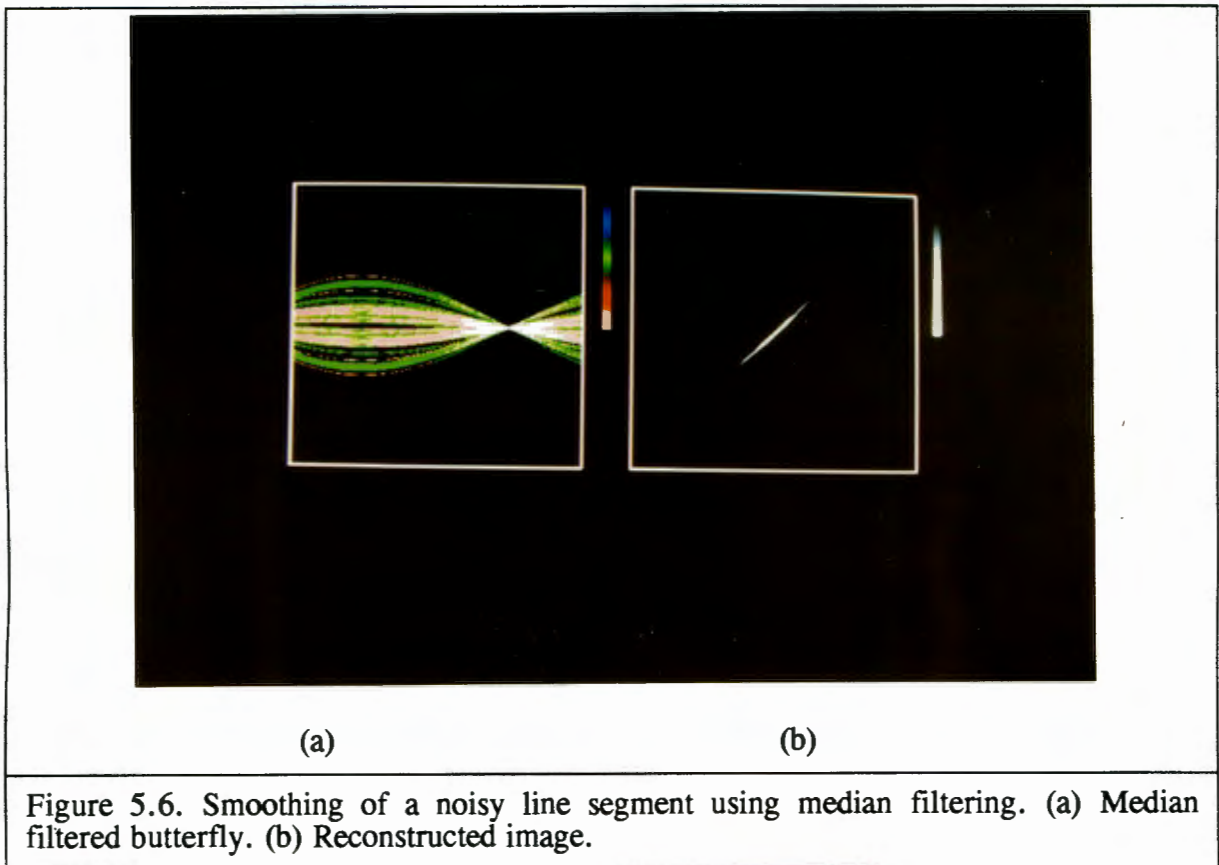 (a) (b)
Figure 5.6. Smoothing of a noisy line segment using median filtering. (a) Median
filtered butterfly. (b) Reconstructed image.